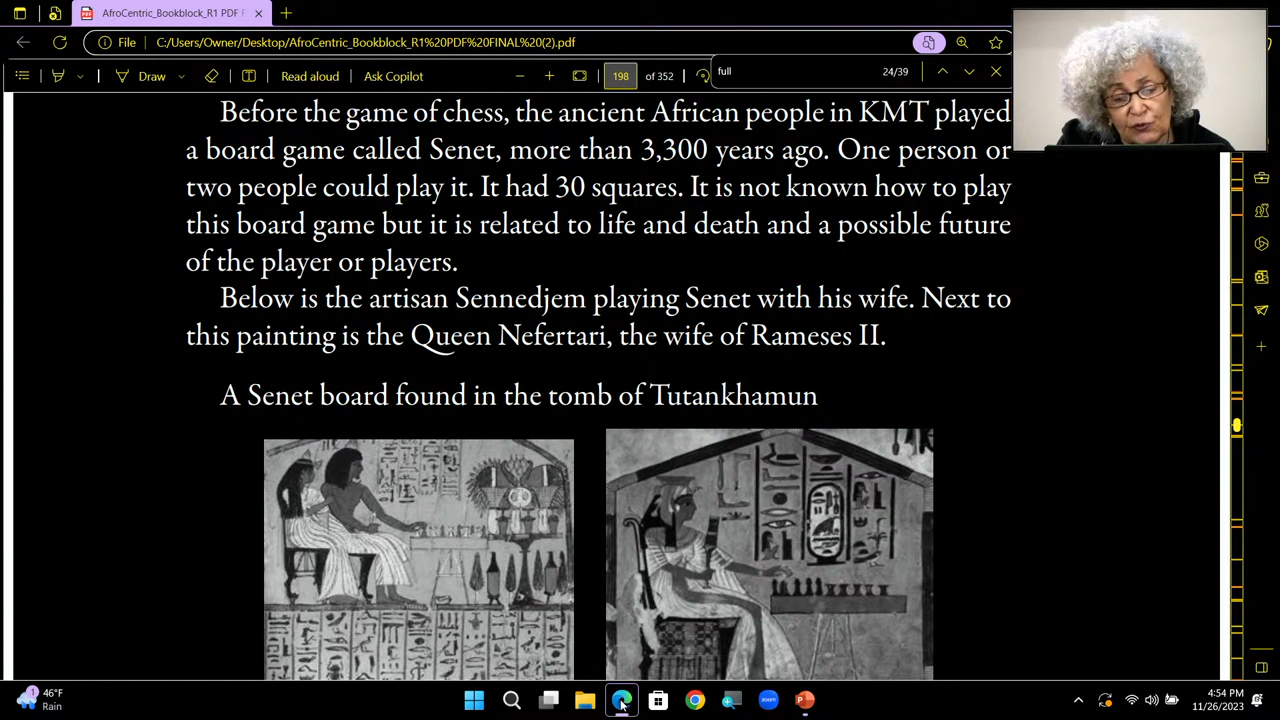 AfroCentric_Bookblock_R1 PDF F
File C:/Users/Owner/Desktop/AfroCentric_Bookblock_R1%20PDF%20FINAL%20(2).pdf
Draw Read aloud Ask Copilot 198 of 352 full 24/39
Before the game of chess, the ancient African people in KMT played
a board game called Senet, more than 3,300 years ago. One person or
two people could play it. It had 30 squares. It is not known how to play
this board game but it is related to life and death and a possible future
of the player or players.
Below is the artisan Sennedjem playing Senet with his wife. Next to
this painting is the Queen Nefertari, the wife of Rameses II.
A Senet board found in the tomb of Tutankhamun
1
46°F
Rain
zoom
4:54 PM
11/26/2023